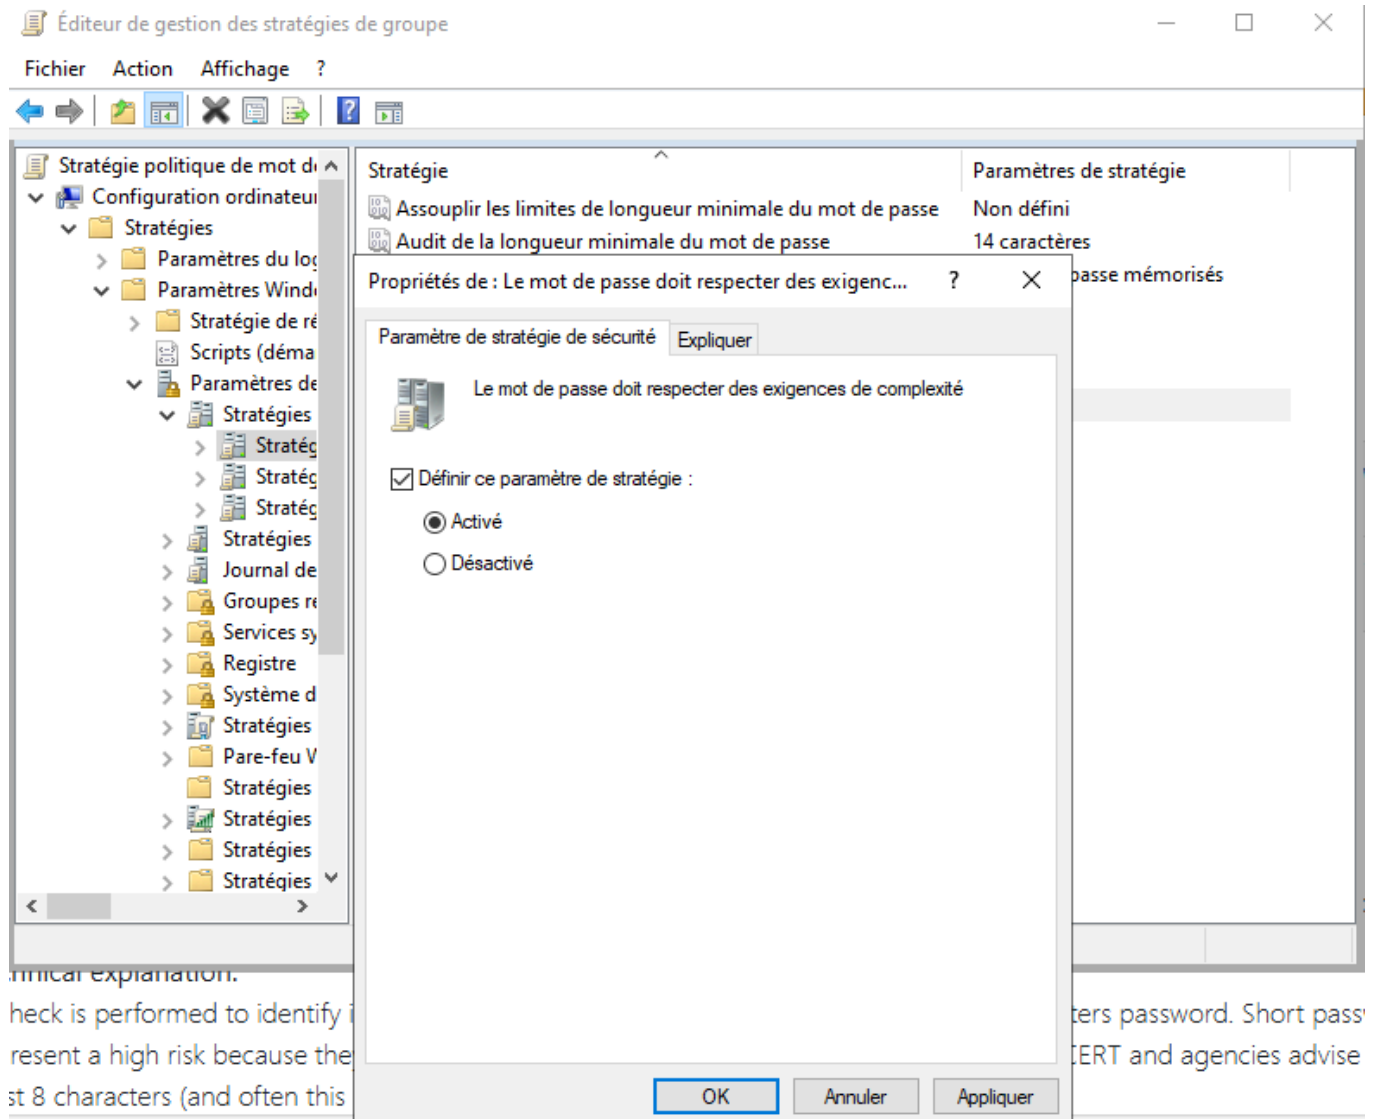 Éditeur de gestion des stratégies de groupe
Fichier Action Affichage ?
Stratégie politique de mot d
Configuration ordinateu
Stratégies
Paramètres du log
Paramètres Wind
Stratégie de ré
Scripts (déma
Paramètres de
Stratégies
Stratég
Stratég
Stratég
Stratégies
Journal de
Groupes re
Services sy
Registre
Système d
Stratégies
Pare-feu W
Stratégies
Stratégies
Stratégies
Stratégies
Stratégie Paramètres de stratégie
Assouplir les limites de longueur minimale du mot de passe Non défini
Audit de la longueur minimale du mot de passe 14 caractères
passe mémorisés
Propriétés de : Le mot de passe doit respecter des exigenc... ?
Paramètre de stratégie de sécurité Expliquer
Le mot de passe doit respecter des exigences de complexité
Définir ce paramètre de stratégie :
Activé
Désactivé
OK Annuler Appliquer
chnical explanation:
heck is performed to identify i ters password. Short pass
resent a high risk because the CERT and agencies advise
st 8 characters (and often this